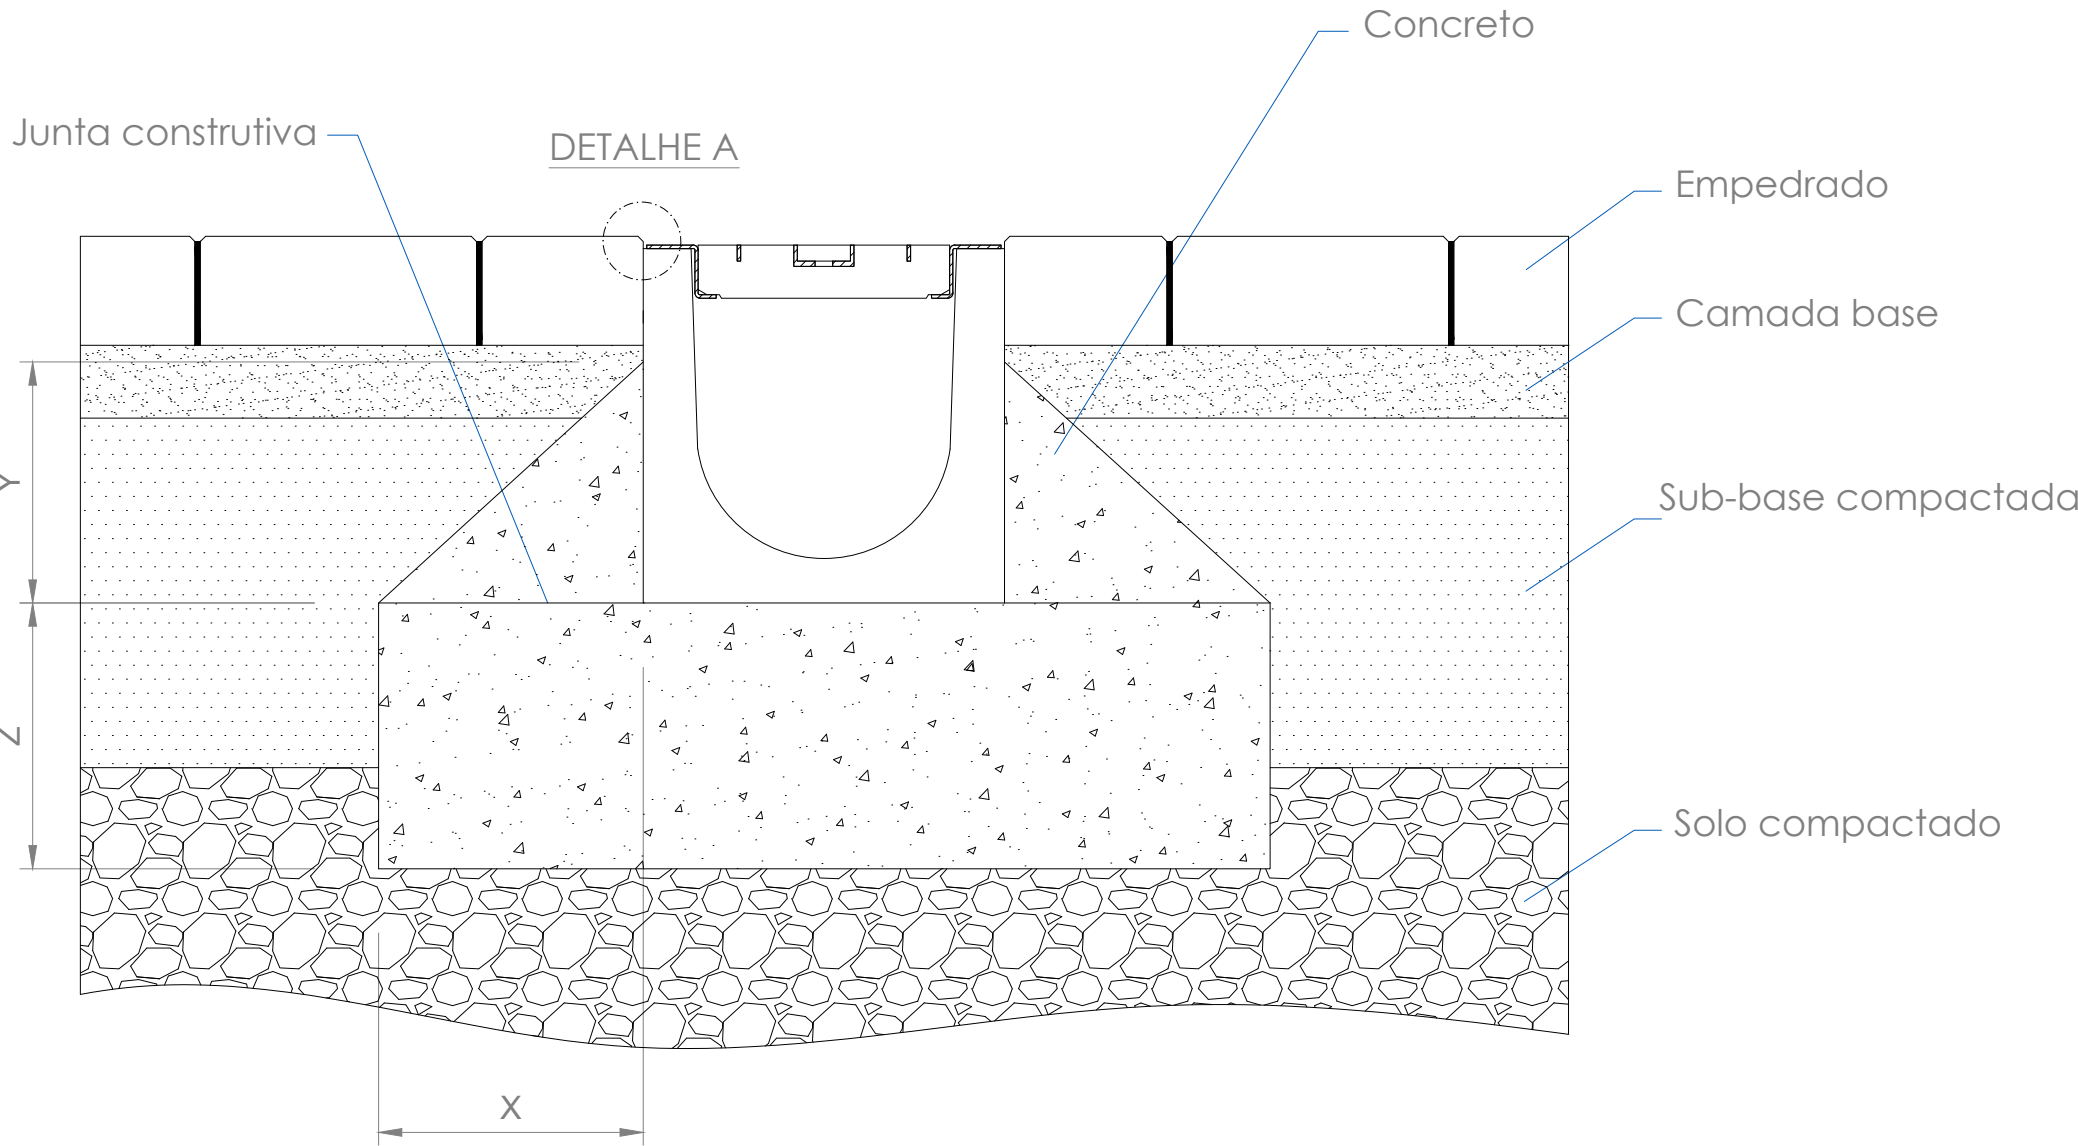 Concreto
Junta construtiva
DETALHE A
Empedrado
Camada base
Y
Sub-base compactada
Z
Solo compactado
X